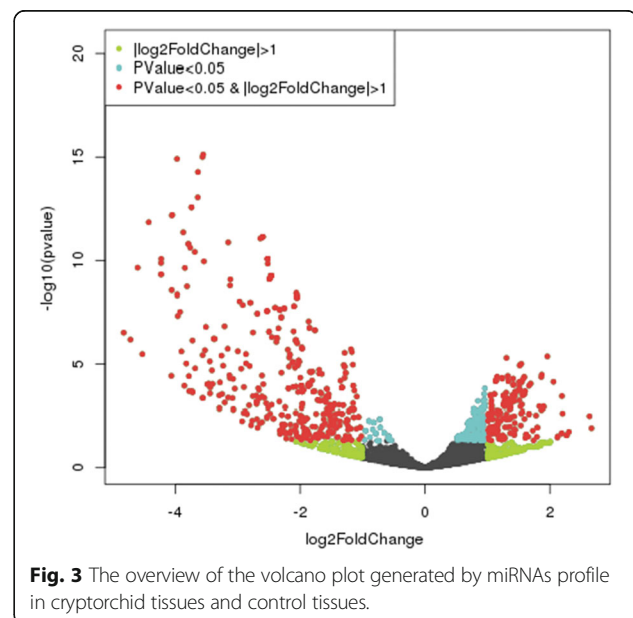 |log2FoldChange|>1
PValue<0.05
PValue<0.05 & |log2FoldChange|>1
20
15
10
5
0
-log10(pvalue)
-4 -2 0 2
log2FoldChange
Fig. 3 The overview of the volcano plot generated by miRNAs profile
in cryptorchid tissues and control tissues.